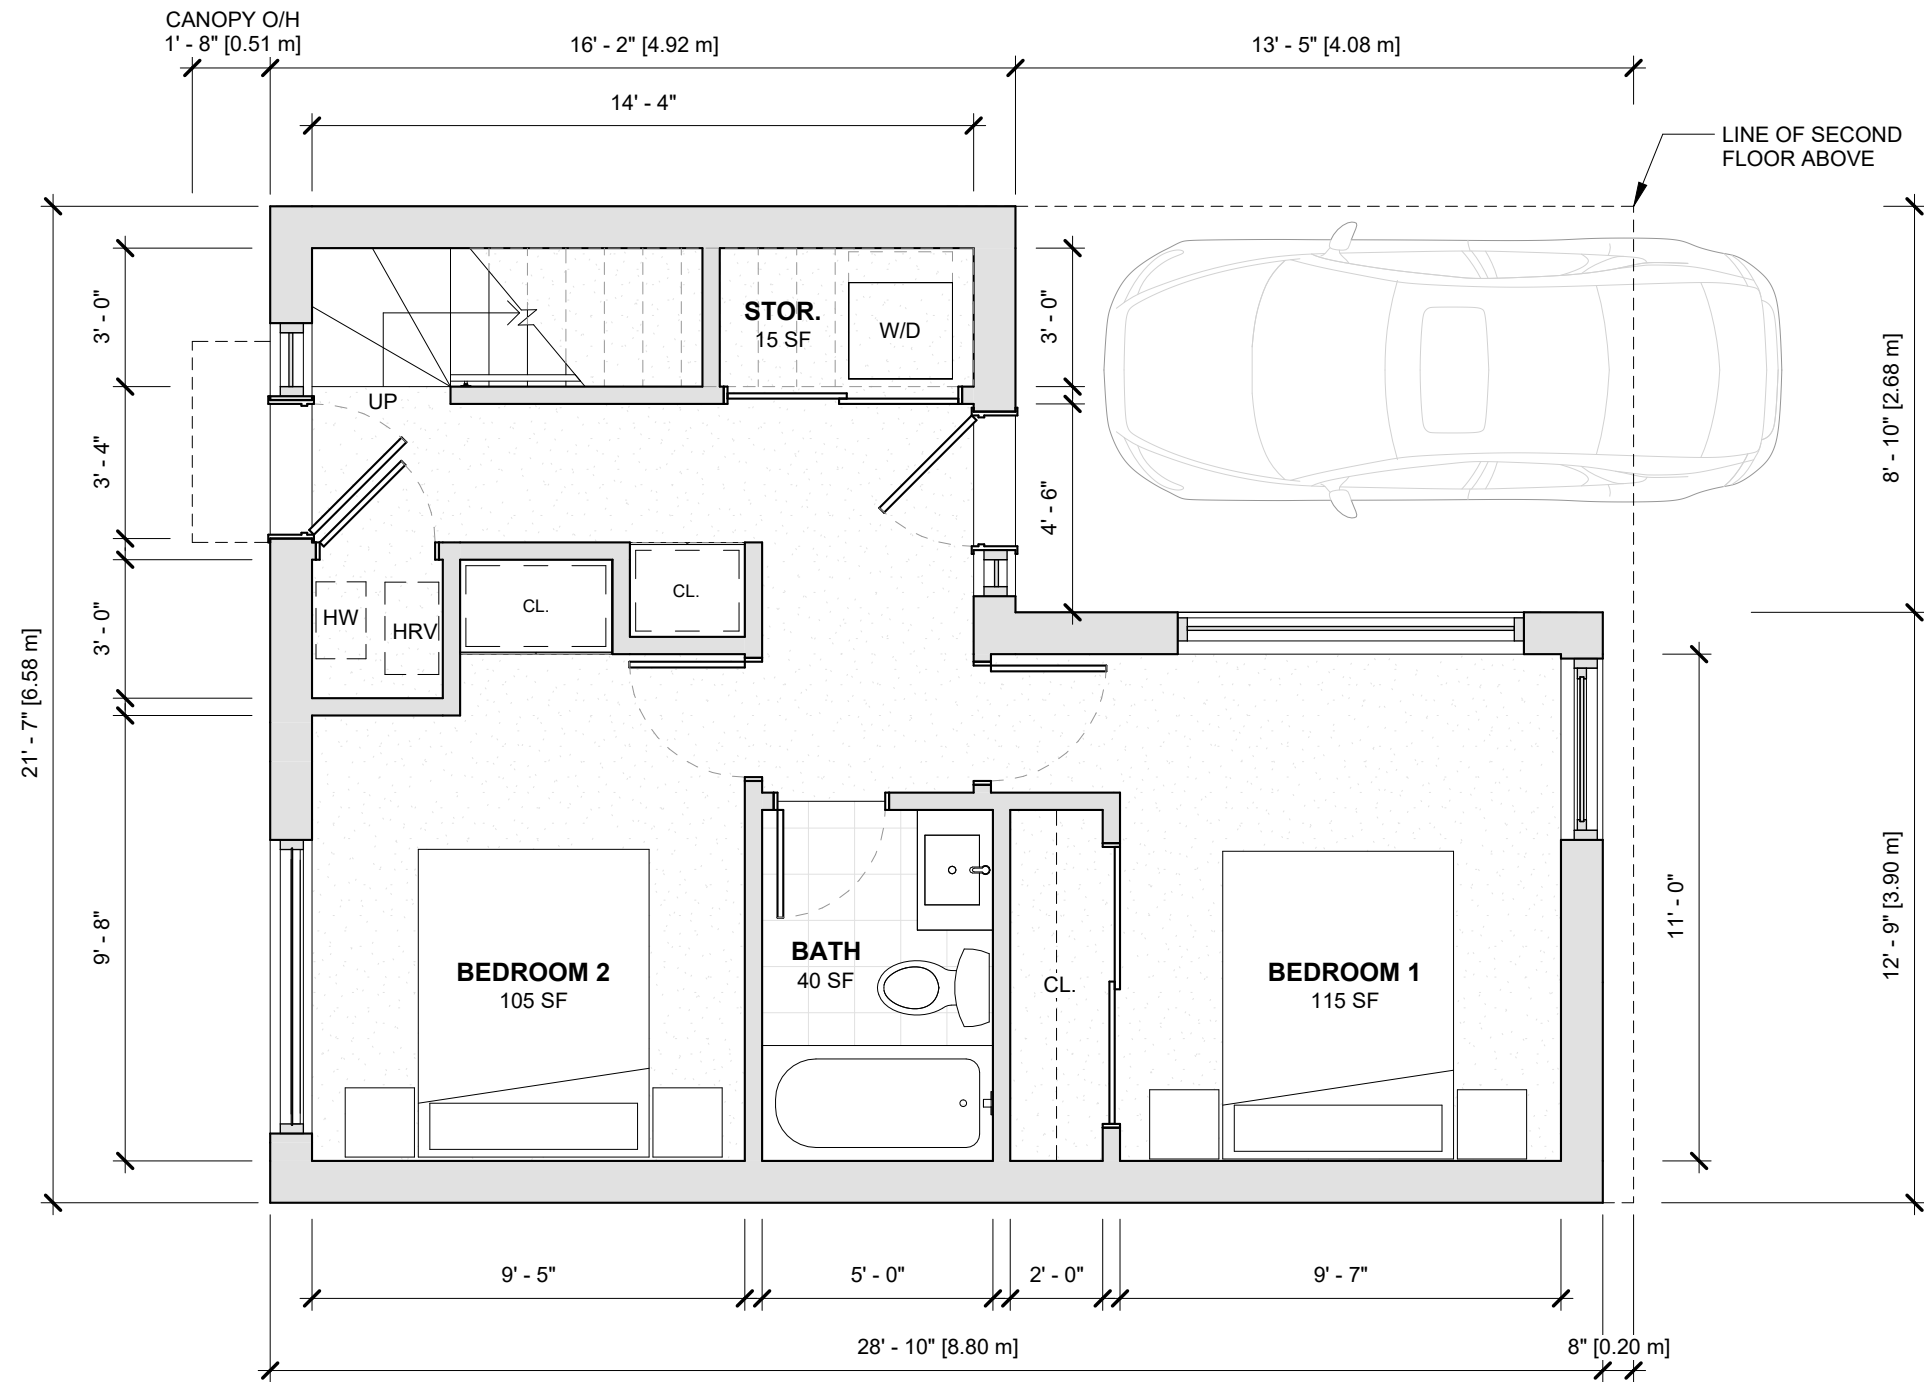 CANOPY O/H
1' - 8" [0.51 m]
16' - 2" [4.92 m]
13' - 5" [4.08 m]
14' - 4"
LINE OF SECOND
FLOOR ABOVE
3' - 0"
STOR.
15 SF
W/D
3' - 0"
8' - 10" [2.68 m]
UP
3' - 4"
4' - 6"
3' - 0"
HW
HRV
CL.
CL.
21' - 7" [6.58 m]
9' - 8"
BEDROOM 2
105 SF
BATH
40 SF
CL.
BEDROOM 1
115 SF
11' - 0"
12' - 9" [3.90 m]
9' - 5"
5' - 0"
2' - 0"
9' - 7"
28' - 10" [8.80 m]
8" [0.20 m]